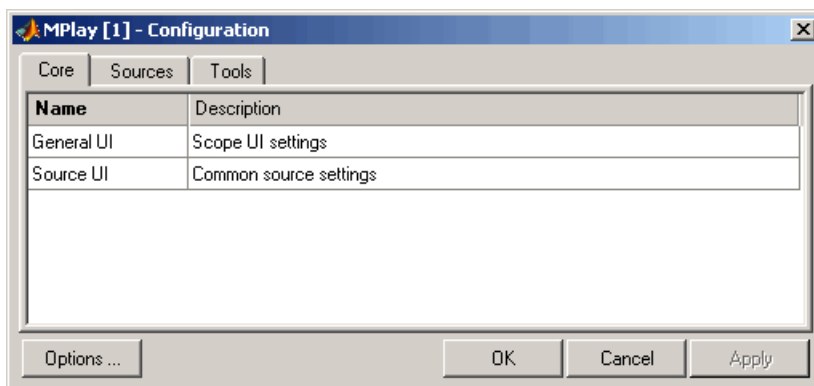 MPlay [1] - Configuration
Core Sources Tools
Name Description
General UI Scope UI settings
Source UI Common source settings
Options ... OK Cancel Apply